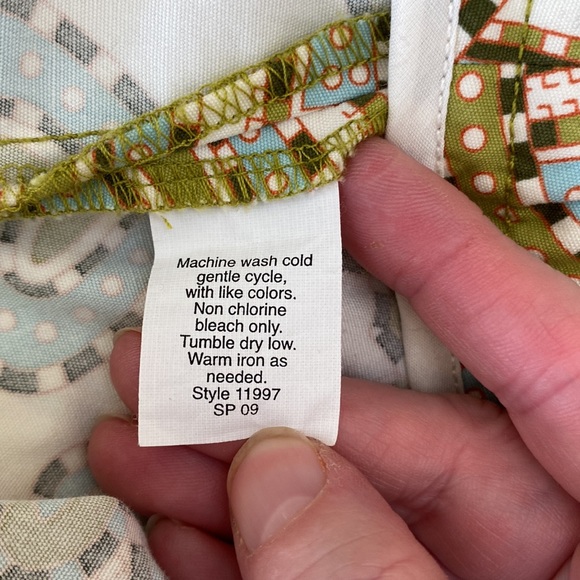 Machine wash cold
gentle cycle,
with like colors.
Non chlorine
bleach only.
Tumble dry low.
Warm iron as
needed.
Style 11997
SP 09